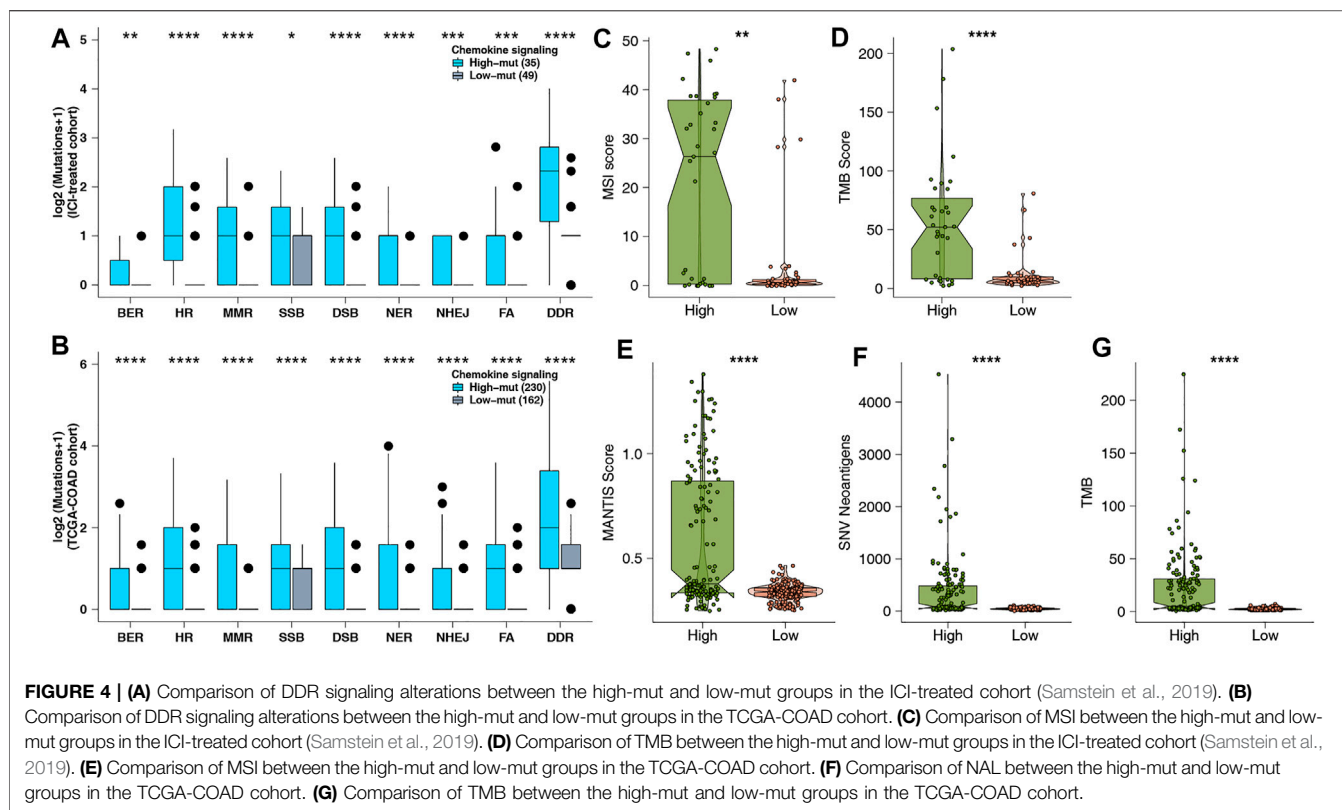 A
** **** **** * **** **** *** *** ****
Chemokine signaling
High-mut (35)
Low-mut (49)
log2 (Mutations+1)
(ICI-treated cohort)
5
4
3
2
1
0
BER HR MMR SSB DSB NER NHEJ FA DDR
B
**** **** **** **** **** **** **** **** ****
Chemokine signaling
High-mut (230)
Low-mut (162)
log2 (Mutations+1)
(TCGA-COAD cohort)
6
4
2
0
BER HR MMR SSB DSB NER NHEJ FA DDR
C
**
MSI score
50
40
30
20
10
0
High Low
D
****
TMB Score
200
150
100
50
0
High Low
E
****
MANTIS Score
1.0
0.5
High Low
F
****
SNV Neoantigens
4000
3000
2000
1000
0
High Low
G
****
TMB
200
150
100
50
25
0
High Low
FIGURE 4 | (A) Comparison of DDR signaling alterations between the high-mut and low-mut groups in the ICI-treated cohort (Samstein et al., 2019). (B)
Comparison of DDR signaling alterations between the high-mut and low-mut groups in the TCGA-COAD cohort. (C) Comparison of MSI between the high-mut and low-
mut groups in the ICI-treated cohort (Samstein et al., 2019). (D) Comparison of TMB between the high-mut and low-mut groups in the ICI-treated cohort (Samstein et al.,
2019). (E) Comparison of MSI between the high-mut and low-mut groups in the TCGA-COAD cohort. (F) Comparison of NAL between the high-mut and low-mut
groups in the TCGA-COAD cohort. (G) Comparison of TMB between the high-mut and low-mut groups in the TCGA-COAD cohort.